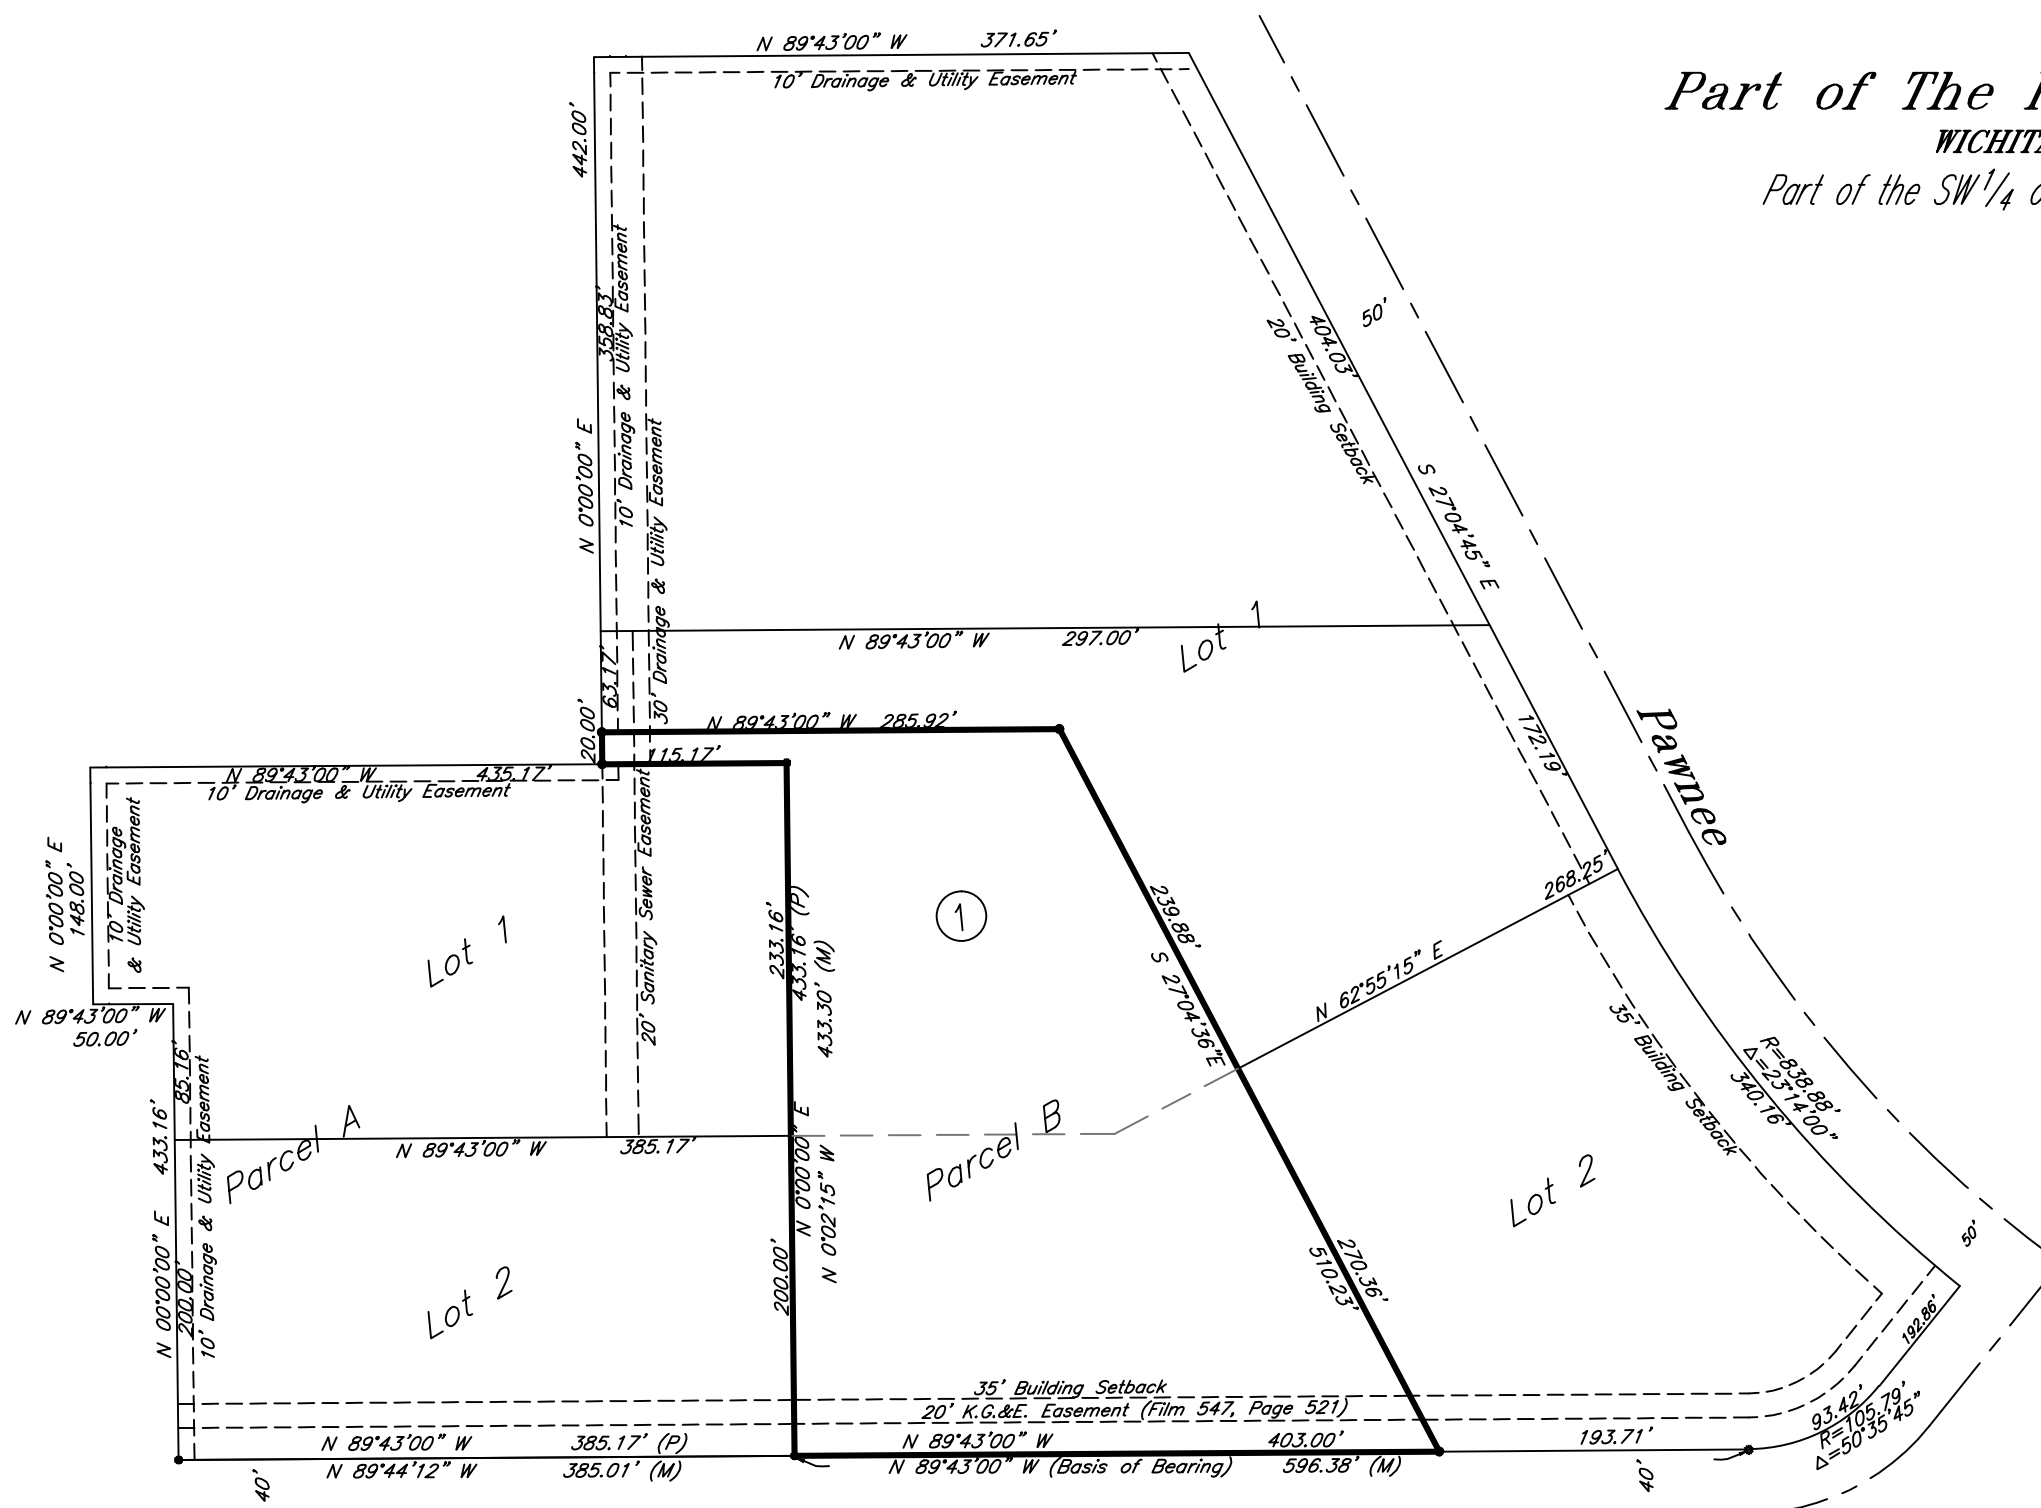 N 89°43'00" W 371.65'
10' Drainage & Utility Easement
Part of The
WICHIT
Part of the SW 1/4
442.00'
N 0°00'00" E
358.83'
10' Drainage & Utility Easement
30' Drainage & Utility Easement
50'
404.03'
20' Building Setback
S 27°04'45" E
N 89°43'00" W 297.00'
Lot 1
63.17'
20.00'
N 89°43'00" W 285.92'
115.17'
172.19'
Pawnee
N 89°43'00" W 435.17'
10' Drainage & Utility Easement
N 0°00'00" E
148.00'
10' Drainage
& Utility Easement
20' Sanitary Sewer Easement
Lot 1
233.16'
433.16' (P)
433.30' (M)
1
239.88'
S 27°04'36"E
268.25'
N 62°55'15" E
35' Building Setback
R=838.88'
Δ=23°14'00"
340.16'
N 89°43'00" W
50.00'
85.16'
433.16'
N 00°00'00" E
200.00'
10' Drainage & Utility Easement
Parcel A
N 89°43'00" W 385.17'
N 0°00'00" E
N 0°02'15" W
200.00'
Parcel B
Lot 2
Lot 2
270.36'
510.23'
50'
192.86'
35' Building Setback
20' K.G.&E. Easement (Film 547, Page 521)
N 89°43'00" W 385.17' (P)
N 89°44'12" W 385.01' (M)
N 89°43'00" W 403.00'
N 89°43'00" W (Basis of Bearing) 596.38' (M)
193.71'
93.42'
R=105.79'
Δ=50°35'45"
40'
40'